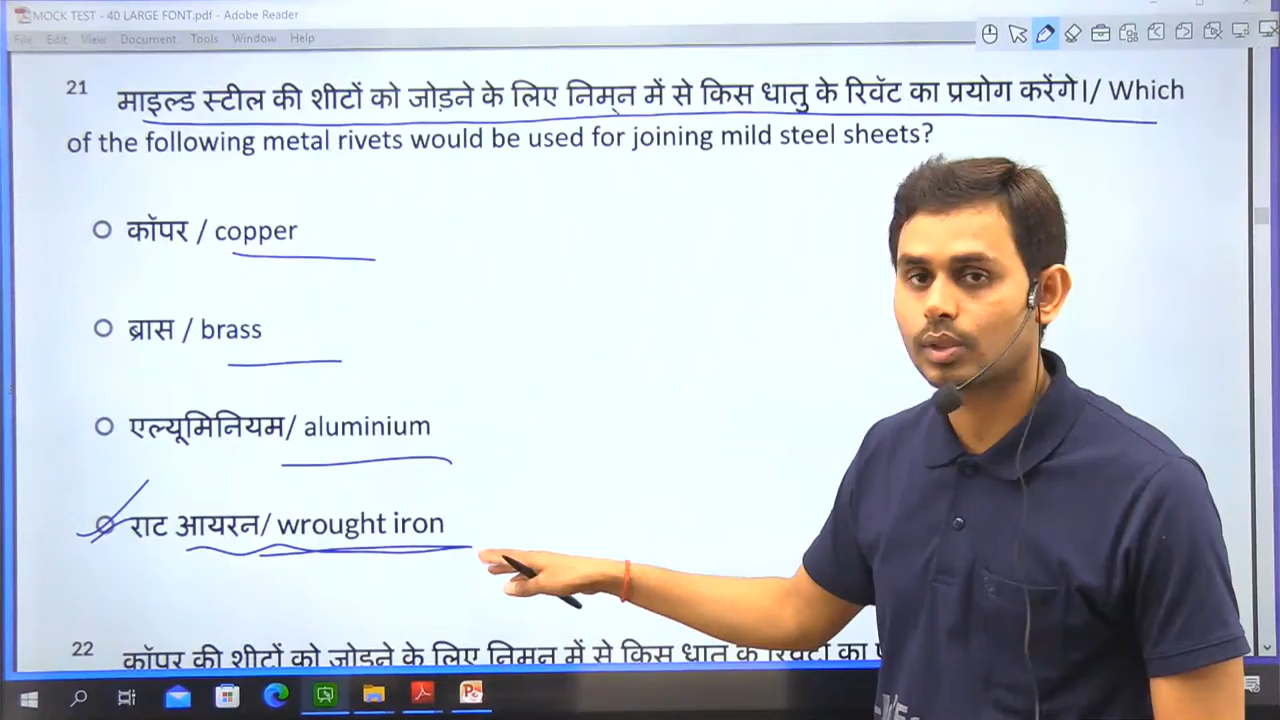 MOCK TEST - 40 LARGE FONT.pdf - Adobe Reader
File Edit View Document Tools Window Help
21 माइल्ड स्टील की शीटों को जोड़ने के लिए निम्न में से किस धातु के रिवॅट का प्रयोग करेंगे।/ Which
of the following metal rivets would be used for joining mild steel sheets?
कॉपर / copper
ब्रास / brass
एल्यूमिनियम/ aluminium
राट आयरन/ wrought iron
22 कॉपर की शीटों को जोड़ने के लिए निम्न में से किस धातु के रिवॅटों का